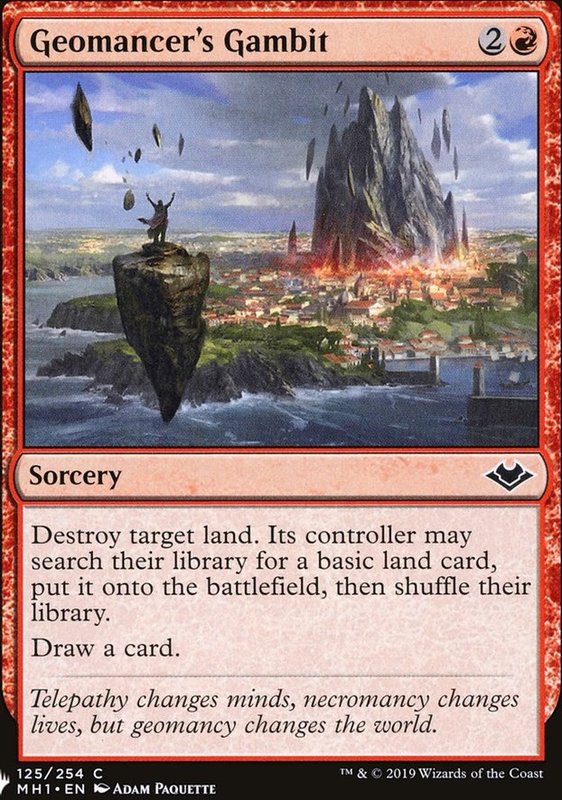 Geomancer's Gambit 2
Sorcery
Destroy target land. Its controller may
search their library for a basic land card,
put it onto the battlefield, then shuffle their
library.
Draw a card.
Telepathy changes minds, necromancy changes
lives, but geomancy changes the world.
125/254 C
MH1 • EN Adam Paquette
™ & © 2019 Wizards of the Coast